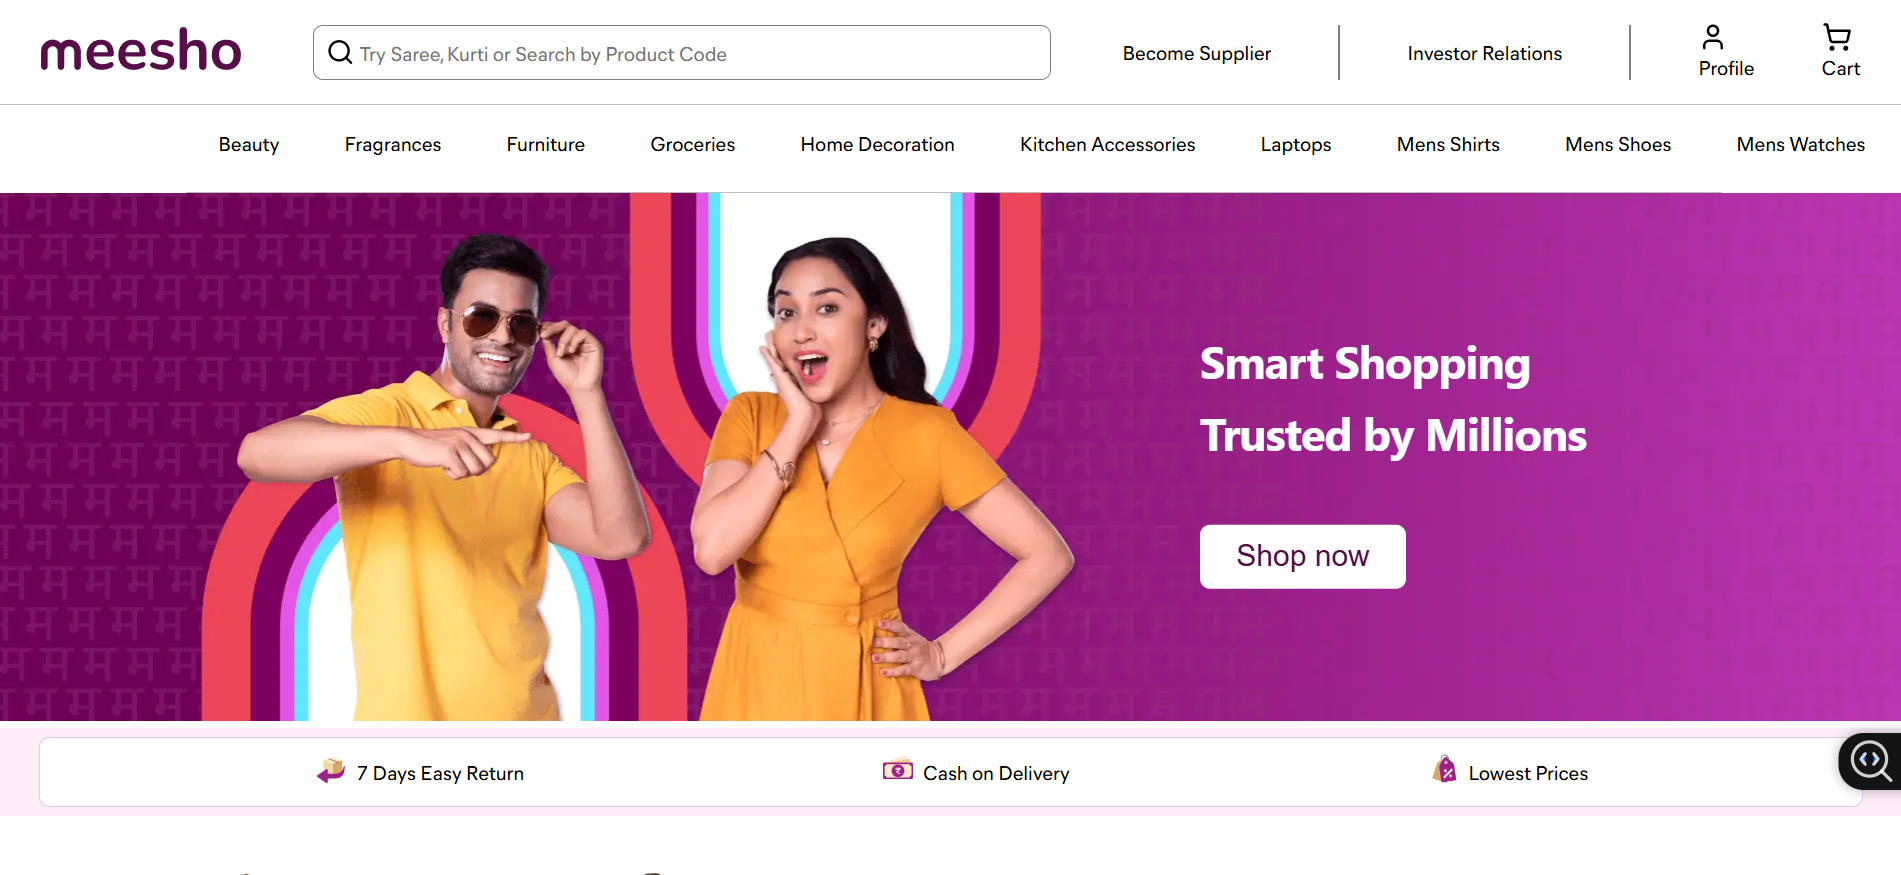 meesho
Try Saree, Kurti or Search by Product Code
Become Supplier
Investor Relations
Profile
Cart
Beauty
Fragrances
Furniture
Groceries
Home Decoration
Kitchen Accessories
Laptops
Mens Shirts
Mens Shoes
Mens Watches
Smart Shopping
Trusted by Millions
Shop now
7 Days Easy Return
Cash on Delivery
Lowest Prices